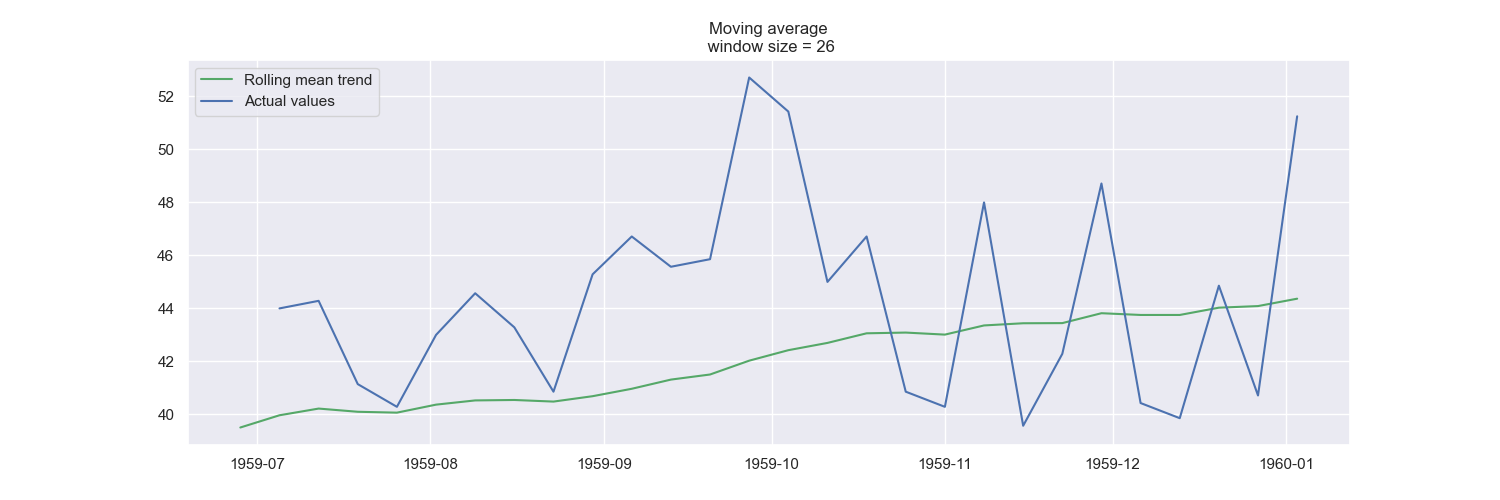 Moving average
window size = 26
Rolling mean trend
Actual values
52
50
48
46
44
42
40
1959-07 1959-08 1959-09 1959-10 1959-11 1959-12 1960-01